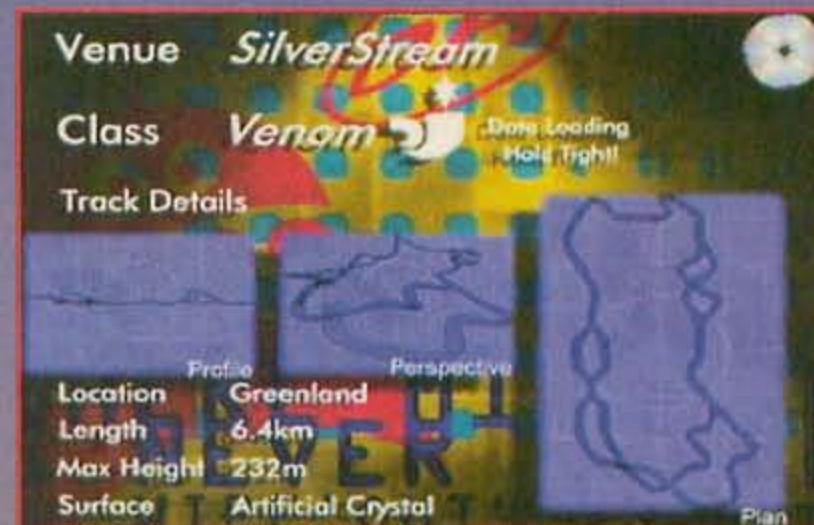 Venue SilverStream
Class Venom
Data Loading
Hold Tight!
Track Details
Profile
Perspective
Plan
Location Greenland
Length 6.4km
Max Height 232m
Surface Artificial Crystal
EVER